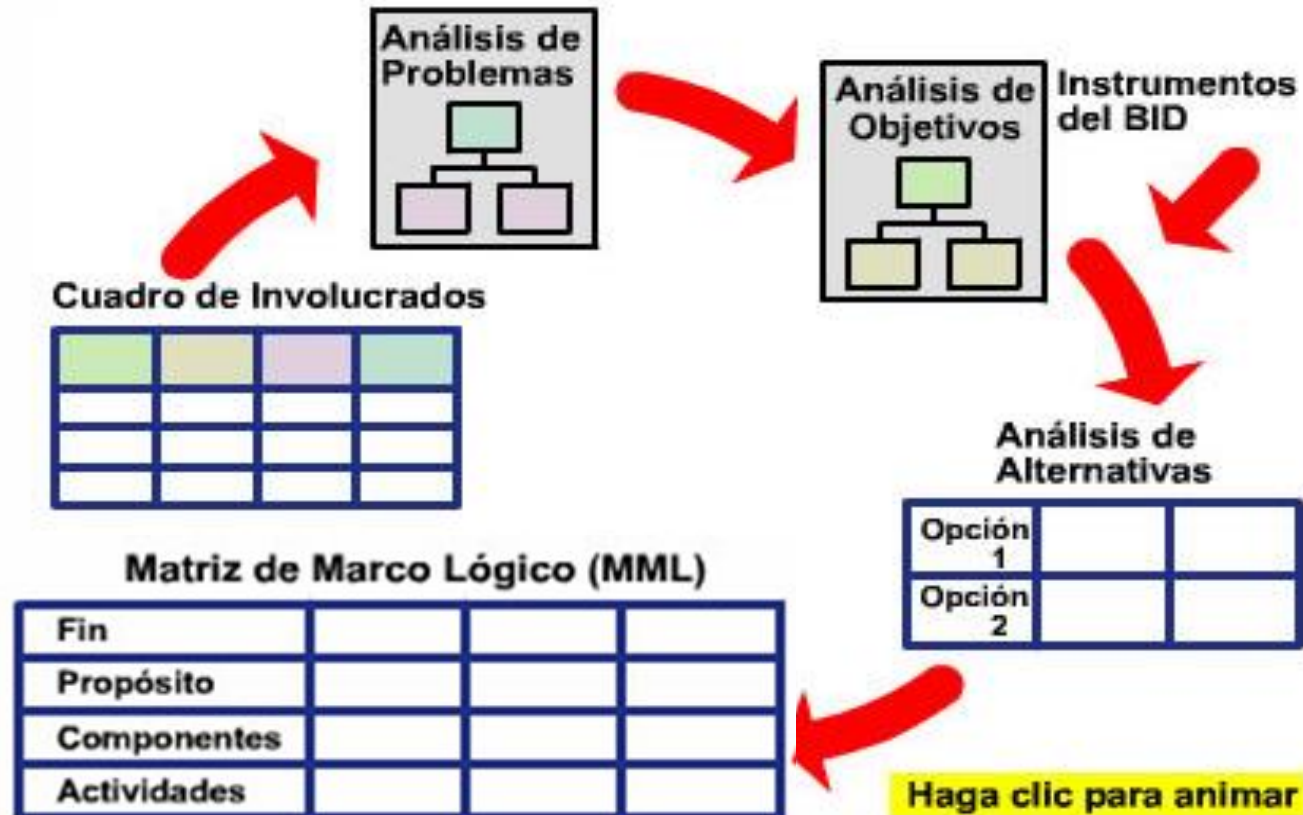 Análisis de
Problemas
Análisis de
Objetivos
Instrumentos
del BID
Cuadro de Involucrados
Análisis de
Alternativas
Opción
1
Opción
2
Matriz de Marco Lógico (MML)
Fin
Propósito
Componentes
Actividades
Haga clic para animar